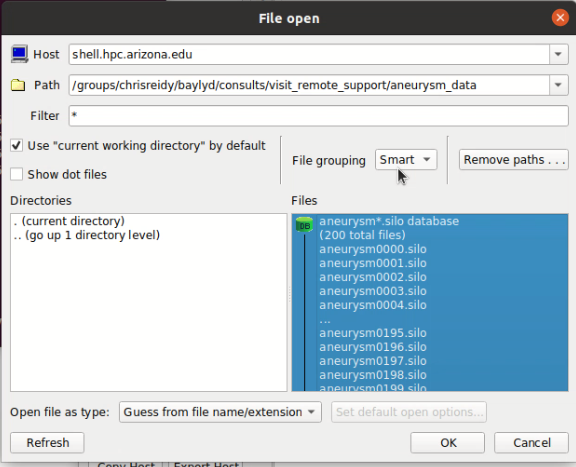 File open
Host shell.hpc.arizona.edu
Path /groups/chrisreidy/baylyd/consults/visit_remote_support/aneurysm_data
Filter *
Use "current working directory" by default
Show dot files
File grouping Smart
Remove paths . . .
Directories
. (current directory)
.. (go up 1 directory level)
Files
DB
aneurysm*.silo database
(200 total files)
aneurysm0000.silo
aneurysm0001.silo
aneurysm0002.silo
aneurysm0003.silo
aneurysm0004.silo
...
aneurysm0195.silo
aneurysm0196.silo
aneurysm0197.silo
aneurysm0198.silo
aneurysm0199.silo
Open file as type: Guess from file name/extension
Set default open options...
Refresh
OK
Cancel
Copy Host
Export Host